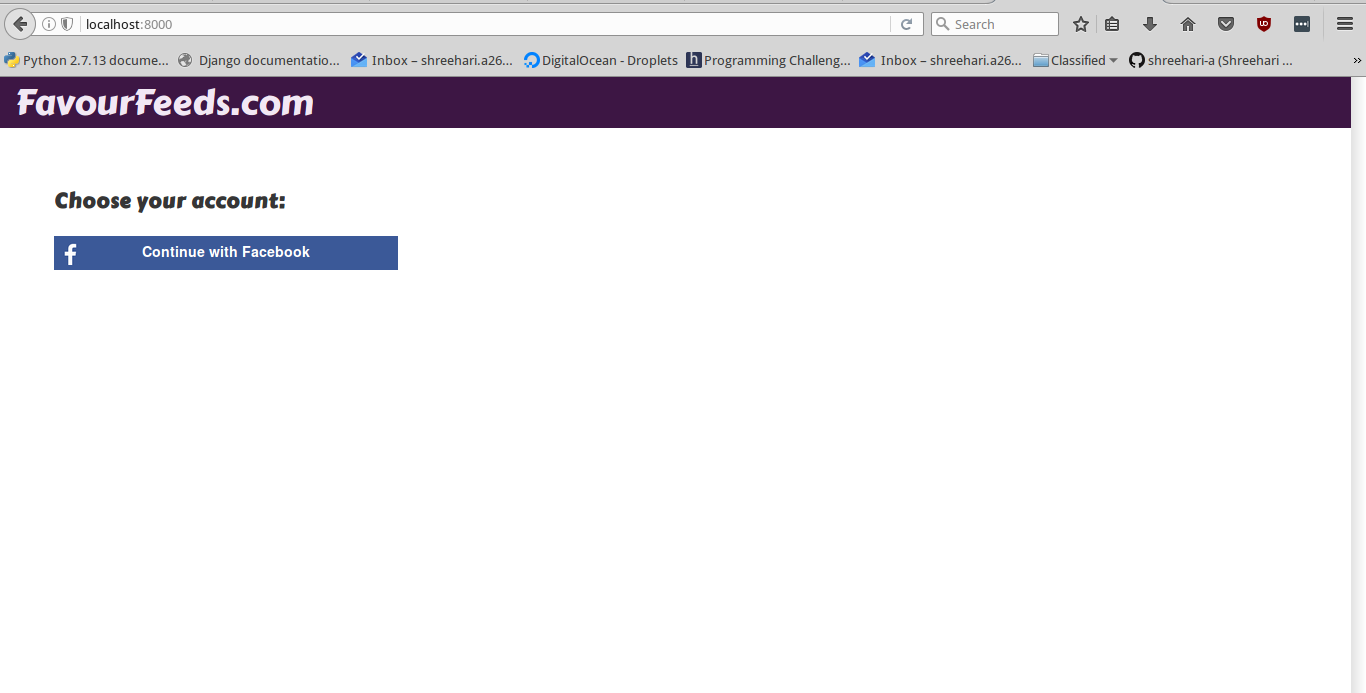 localhost:8000
Search
Python 2.7.13 docume... Django documentatio... Inbox – shreehari.a26... DigitalOcean - Droplets Programming Challeng... Inbox – shreehari.a26... Classified shreehari-a (Shreehari ... »
FavourFeeds.com
Choose your account:
Continue with Facebook